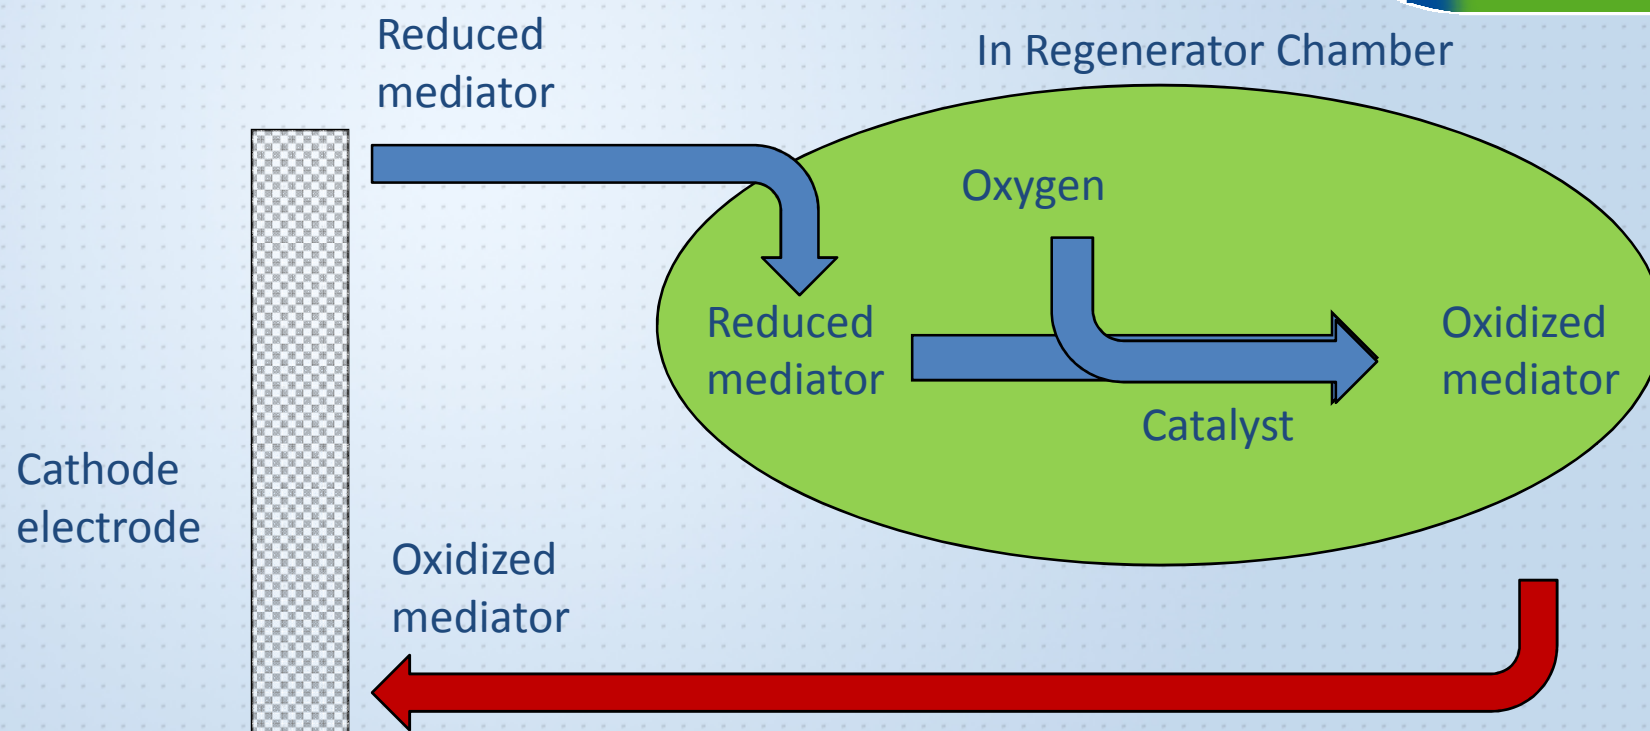 Reduced
mediator
In Regenerator Chamber
Oxygen
Reduced
mediator
Oxidized
mediator
Catalyst
Cathode
electrode
Oxidized
mediator